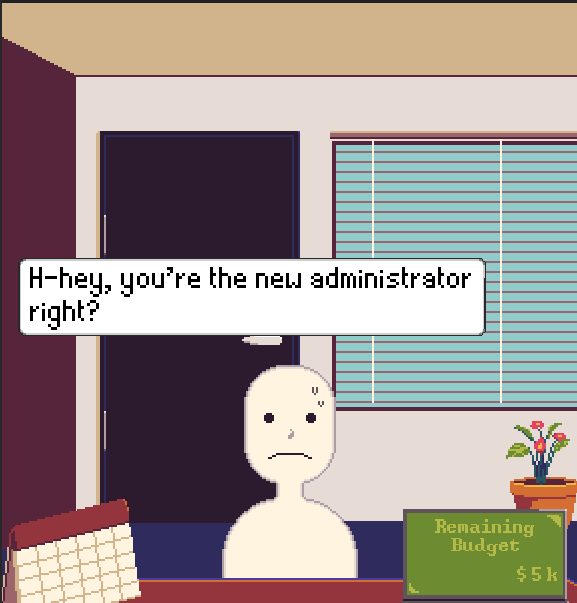 H-hey, you're the new administrator
right?
Remaining
Budget
$5k